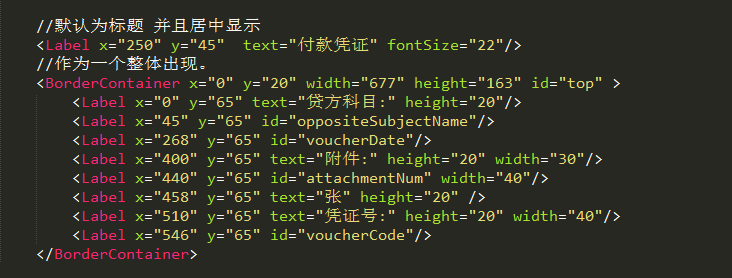 //默认为标题 并且居中显示
<Label x="250" y="45"  text="付款凭证" fontSize="22"/>
//作为一个整体出现。
<BorderContainer x="0" y="20" width="677" height="163" id="top" >
    <Label x="0" y="65" text="贷方科目:" height="20"/>
    <Label x="45" y="65" id="oppositeSubjectName"/>
    <Label x="268" y="65" id="voucherDate"/>
    <Label x="400" y="65" text="附件:" height="20" width="30"/>
    <Label x="440" y="65" id="attachmentNum" width="40"/>
    <Label x="458" y="65" text="张" height="20" />
    <Label x="510" y="65" text="凭证号:" height="20" width="40"/>
    <Label x="546" y="65" id="voucherCode"/>
</BorderContainer>